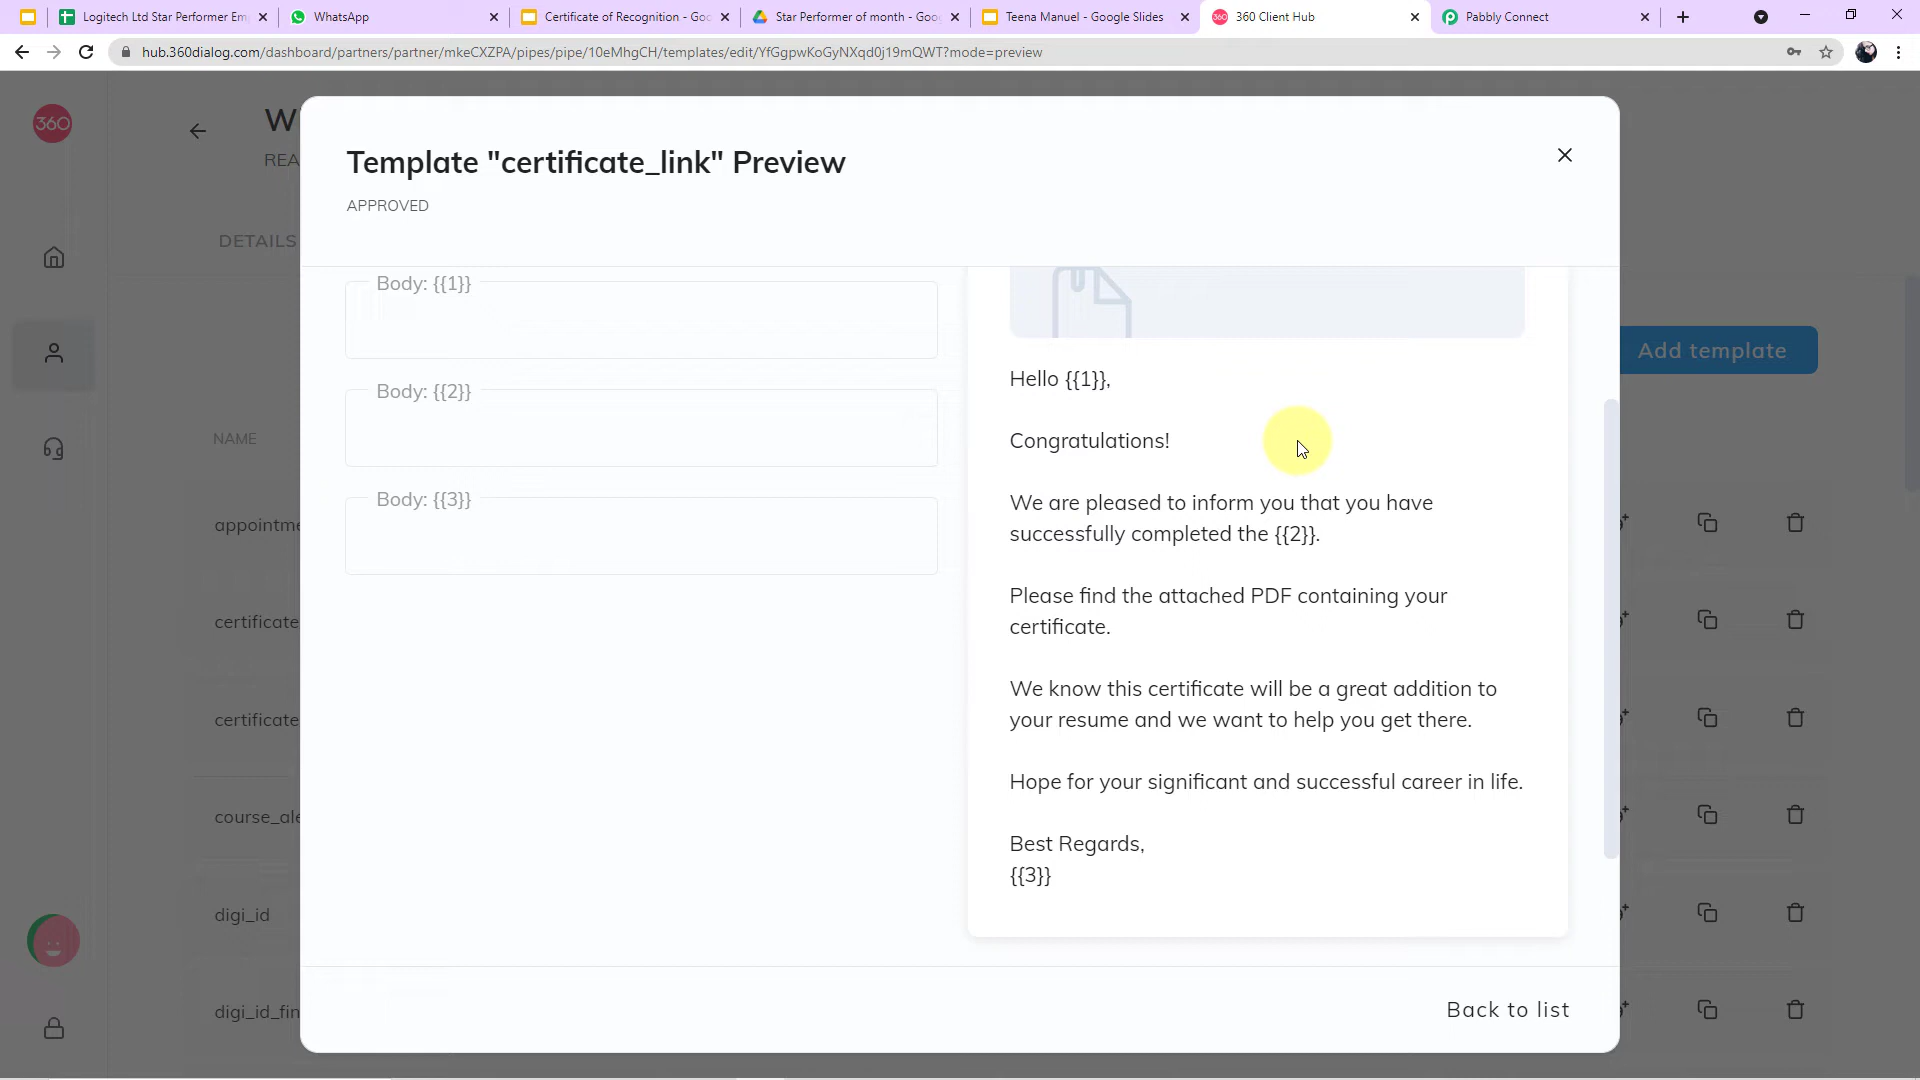 Logitech Ltd Star Performer Em
WhatsApp
Certificate of Recognition - Goo
Star Performer of month - Goog
Teena Manuel - Google Slides
360 Client Hub
Pabbly Connect
hub.360dialog.com/dashboard/partners/partner/mkeCXZPA/pipes/pipe/10eMhgCH/templates/edit/YfGgpwKoGyNXqd0j19mQWT?mode=preview
360
W
REA
DETAILS
Template "certificate_link" Preview
APPROVED
Body: {{1}}
Body: {{2}}
Body: {{3}}
Hello {{1}},
Congratulations!
We are pleased to inform you that you have
successfully completed the {{2}}.
Please find the attached PDF containing your
certificate.
We know this certificate will be a great addition to
your resume and we want to help you get there.
Hope for your significant and successful career in life.
Best Regards,
{{3}}
Back to list
Add template
NAME
appointme
certificate
certificate
course_ale
digi_id
digi_id_fin